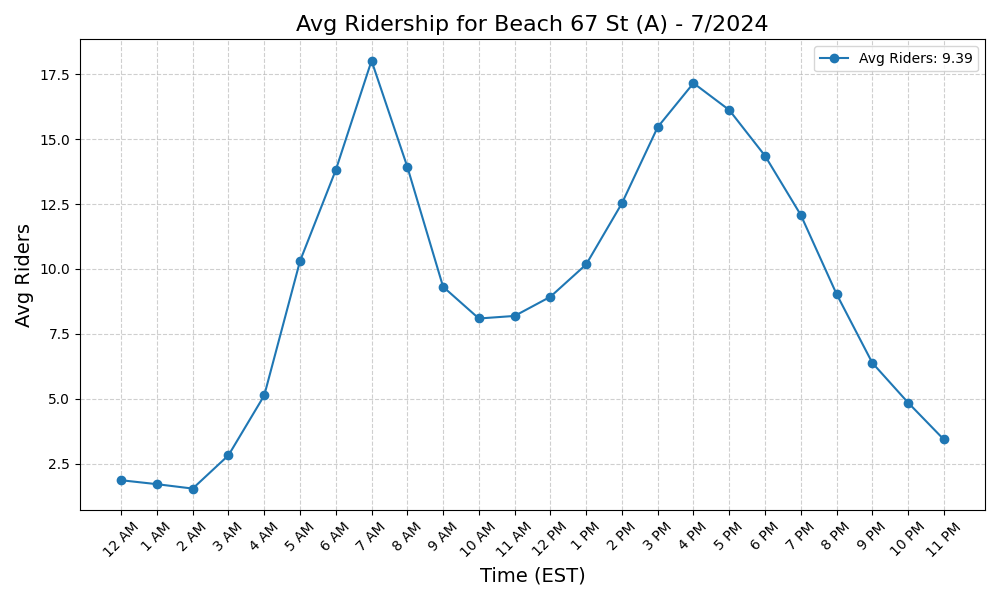 Avg Ridership for Beach 67 St (A) - 7/2024
Avg Riders: 9.39
17.5
15.0
12.5
10.0
7.5
5.0
2.5
Avg Riders
12 AM
1 AM
2 AM
3 AM
4 AM
5 AM
6 AM
7 AM
8 AM
9 AM
10 AM
11 AM
12 PM
1 PM
2 PM
3 PM
4 PM
5 PM
6 PM
7 PM
8 PM
9 PM
10 PM
11 PM
Time (EST)